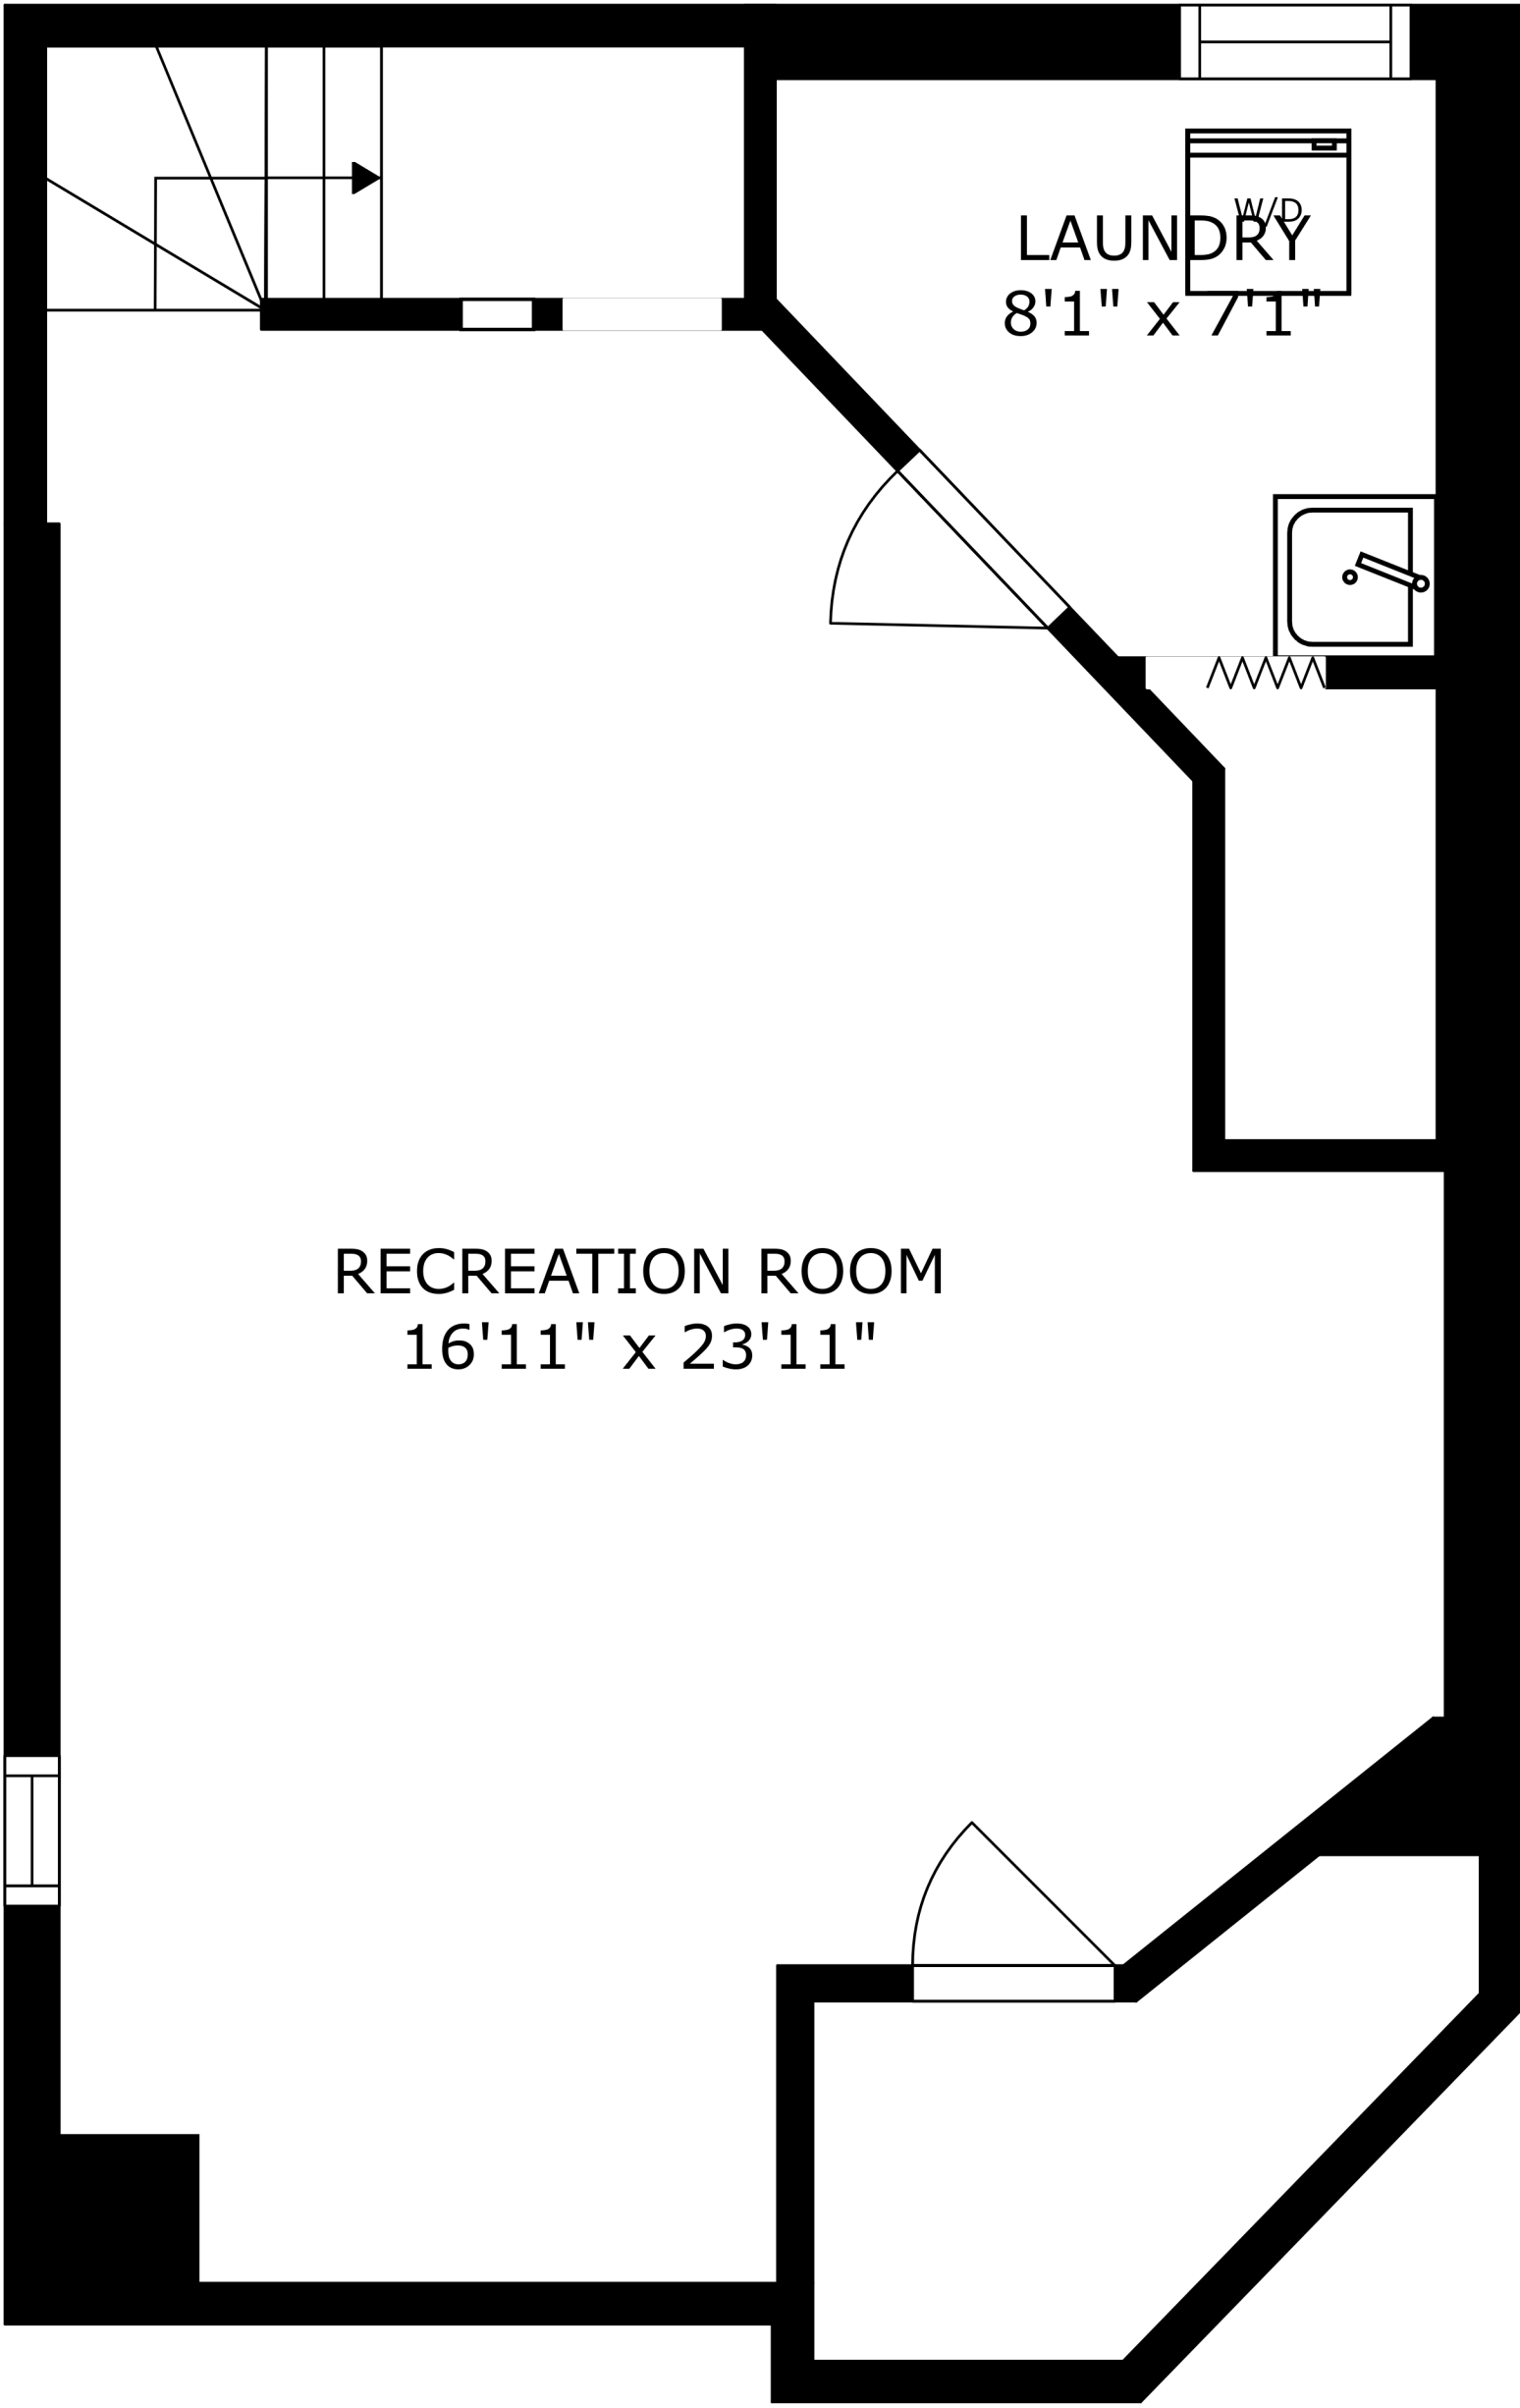 W/D
LAUNDRY
8'1" x 7'1"
RECREATION ROOM
16'11" x 23'11"